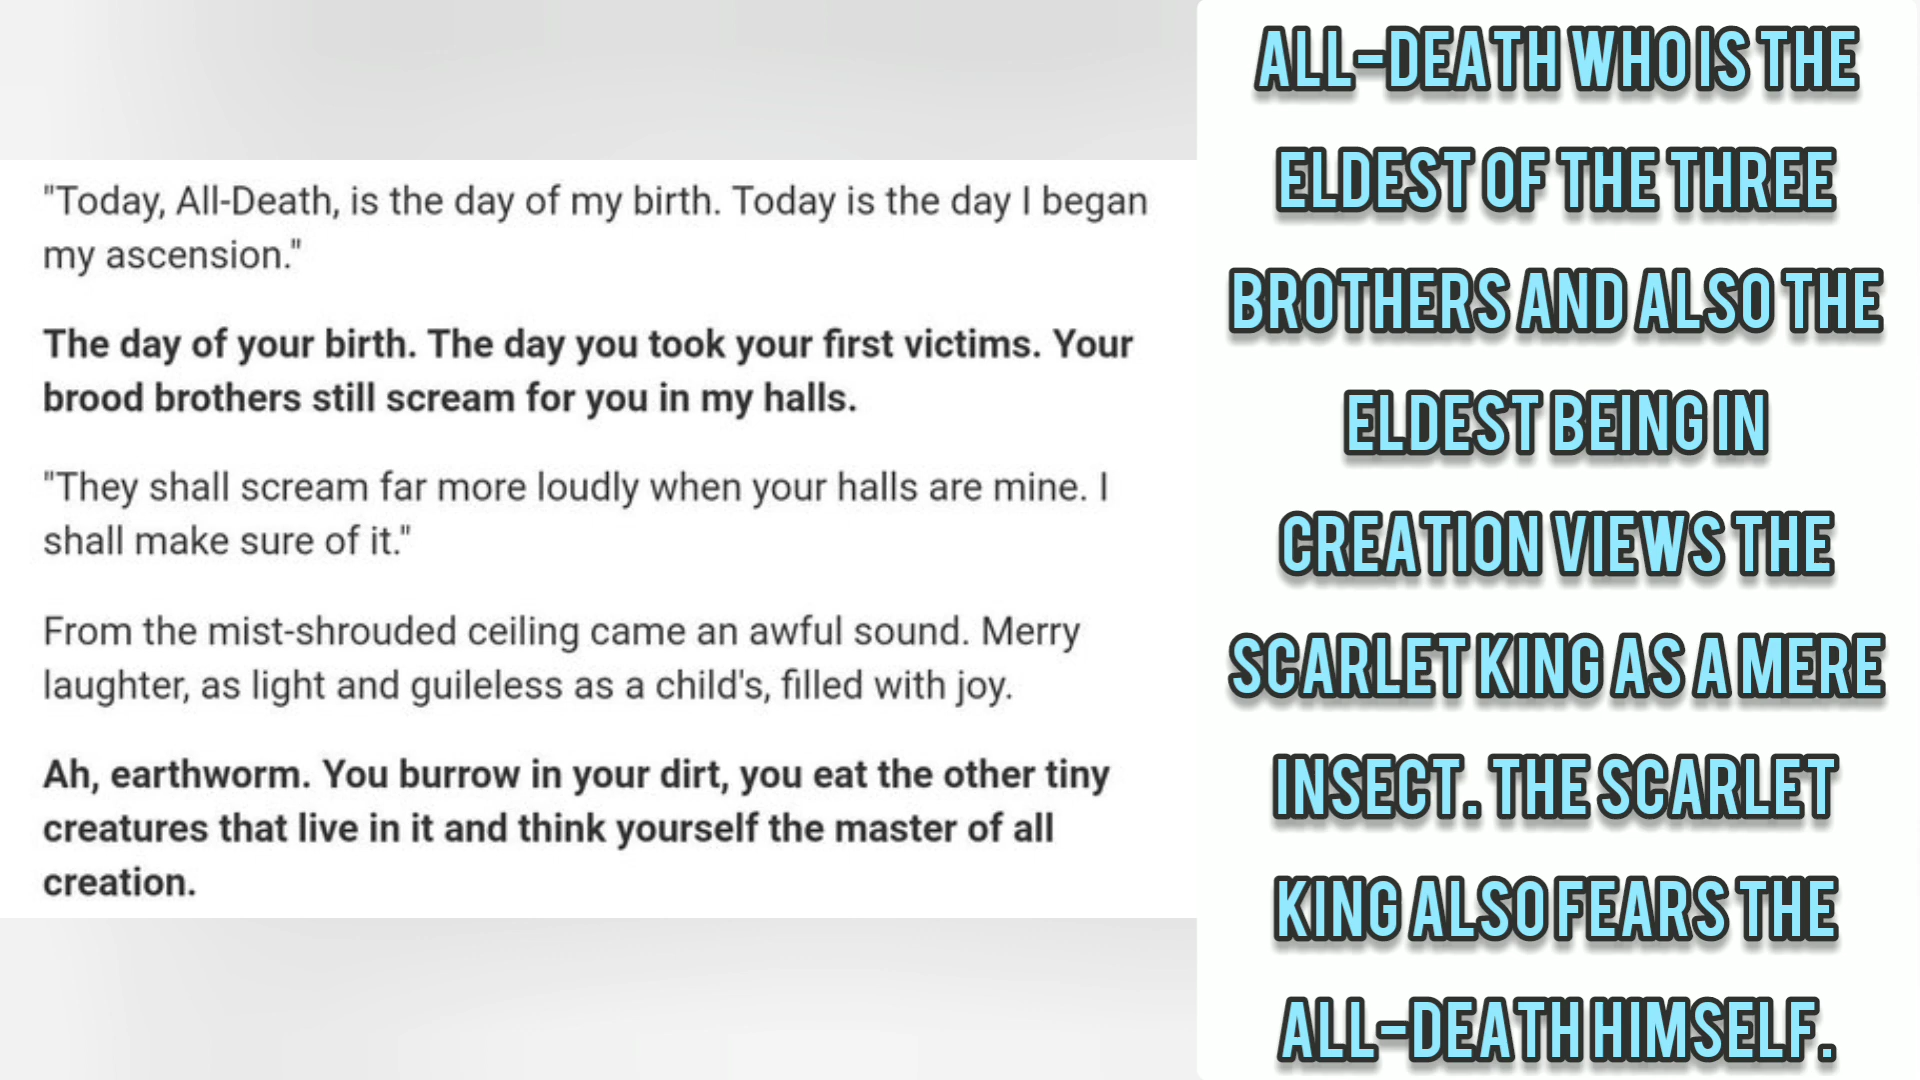 "Today, All-Death, is the day of my birth. Today is the day I began
my ascension."
The day of your birth. The day you took your first victims. Your
brood brothers still scream for you in my halls.
"They shall scream far more loudly when your halls are mine. I
shall make sure of it."
From the mist-shrouded ceiling came an awful sound. Merry
laughter, as light and guileless as a child's, filled with joy.
Ah, earthworm. You burrow in your dirt, you eat the other tiny
creatures that live in it and think yourself the master of all
creation.
ALL-DEATH WHO IS THE
ELDEST OF THE THREE
BROTHERS AND ALSO THE
ELDEST BEING IN
CREATION VIEWS THE
SCARLET KING AS A MERE
INSECT. THE SCARLET
KING ALSO FEARS THE
ALL-DEATH HIMSELF.